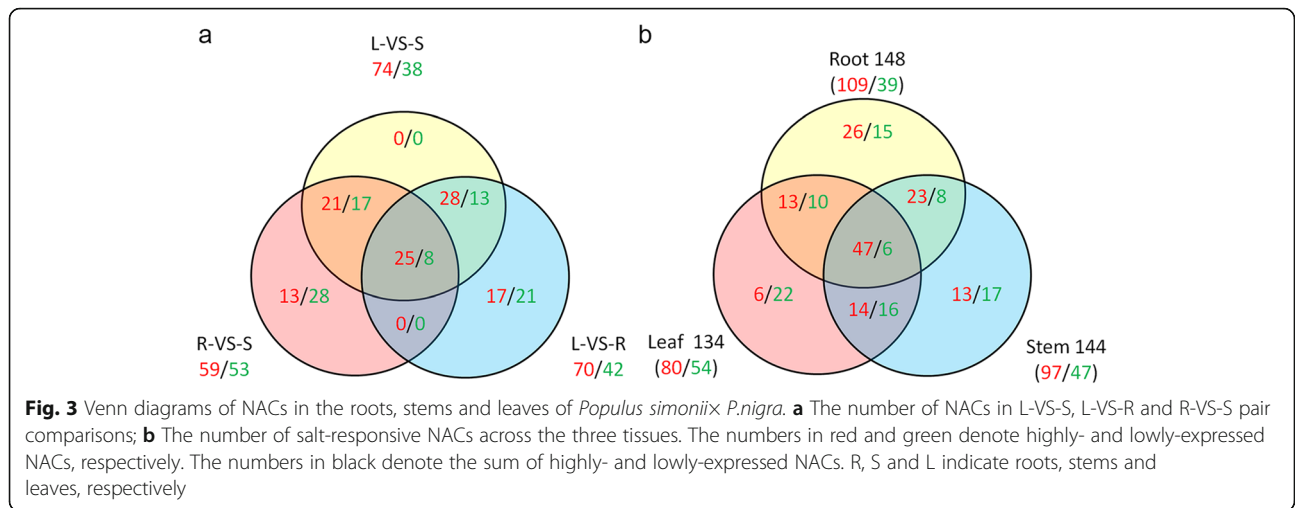 a
L-VS-S
74/38
0/0
21/17
28/13
25/8
13/28
17/21
0/0
R-VS-S
59/53
L-VS-R
70/42
b
Root 148
(109/39)
26/15
13/10
23/8
47/6
6/22
13/17
14/16
Leaf 134
(80/54)
Stem 144
(97/47)
Fig. 3 Venn diagrams of NACs in the roots, stems and leaves of Populus simonii× P.nigra. a The number of NACs in L-VS-S, L-VS-R and R-VS-S pair
comparisons; b The number of salt-responsive NACs across the three tissues. The numbers in red and green denote highly- and lowly-expressed
NACs, respectively. The numbers in black denote the sum of highly- and lowly-expressed NACs. R, S and L indicate roots, stems and
leaves, respectively